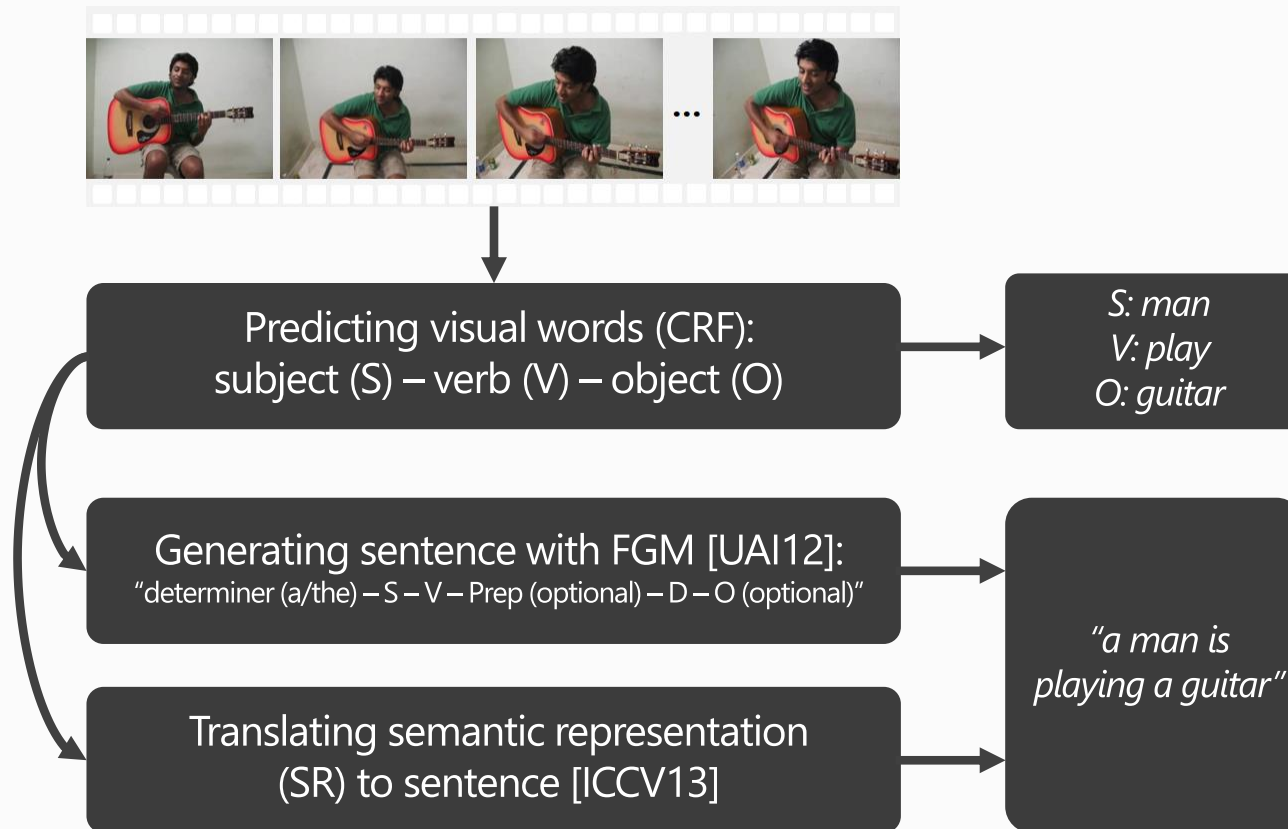 ...
Predicting visual words (CRF):
subject (S) – verb (V) – object (O)
S: man
V: play
O: guitar
Generating sentence with FGM [UAI12]:
“determiner (a/the) – S – V – Prep (optional) – D – O (optional)”
“a man is
playing a guitar”
Translating semantic representation
(SR) to sentence [ICCV13]